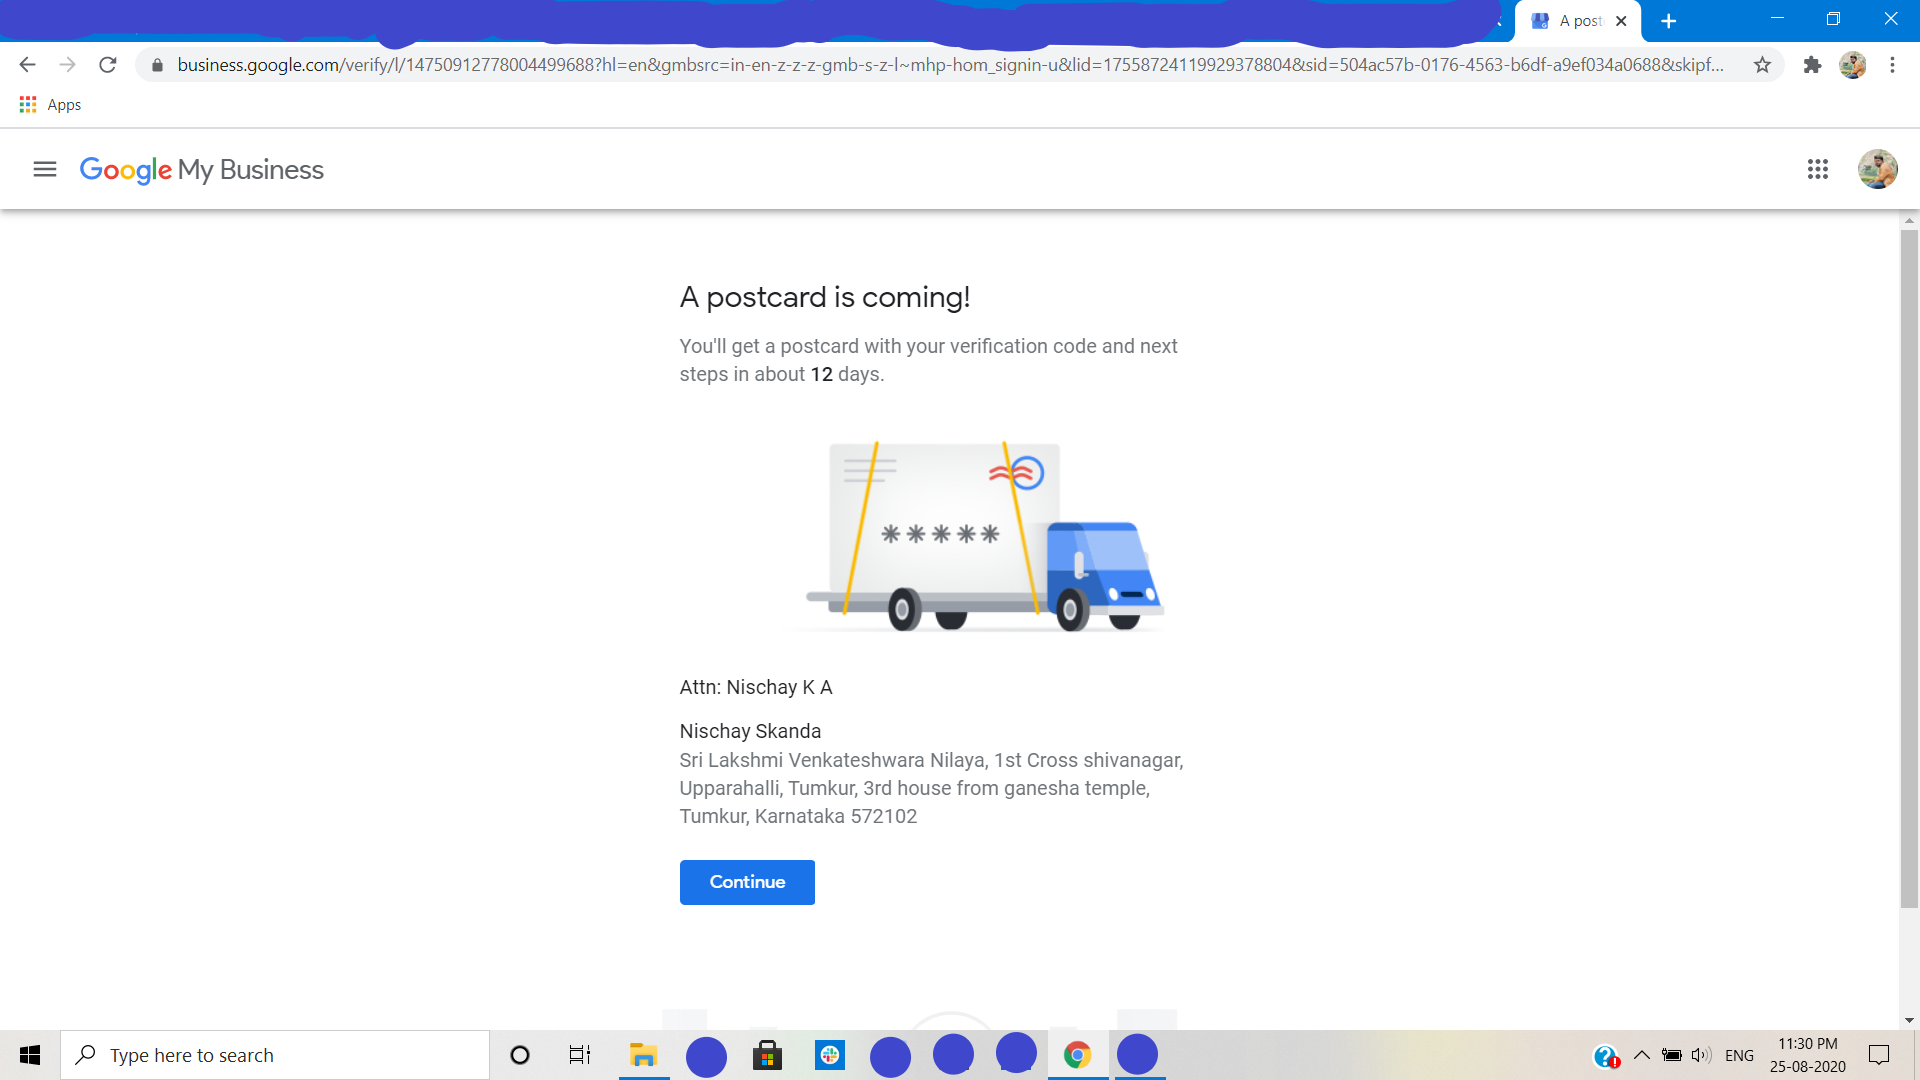 A post
business.google.com/verify/l/14750912778004499688?hl=en&gmbsrc=in-en-z-z-z-gmb-s-z-l~mhp-hom_signin-u&lid=17558724119929378804&sid=504ac57b-0176-4563-b6df-a9ef034a0688&skipf...
Apps
Google My Business
A postcard is coming!
You'll get a postcard with your verification code and next
steps in about 12 days.
*****
Attn: Nischay K A
Nischay Skanda
Sri Lakshmi Venkateshwara Nilaya, 1st Cross shivanagar,
Upparahalli, Tumkur, 3rd house from ganesha temple,
Tumkur, Karnataka 572102
Continue
Type here to search
ENG
11:30 PM
25-08-2020